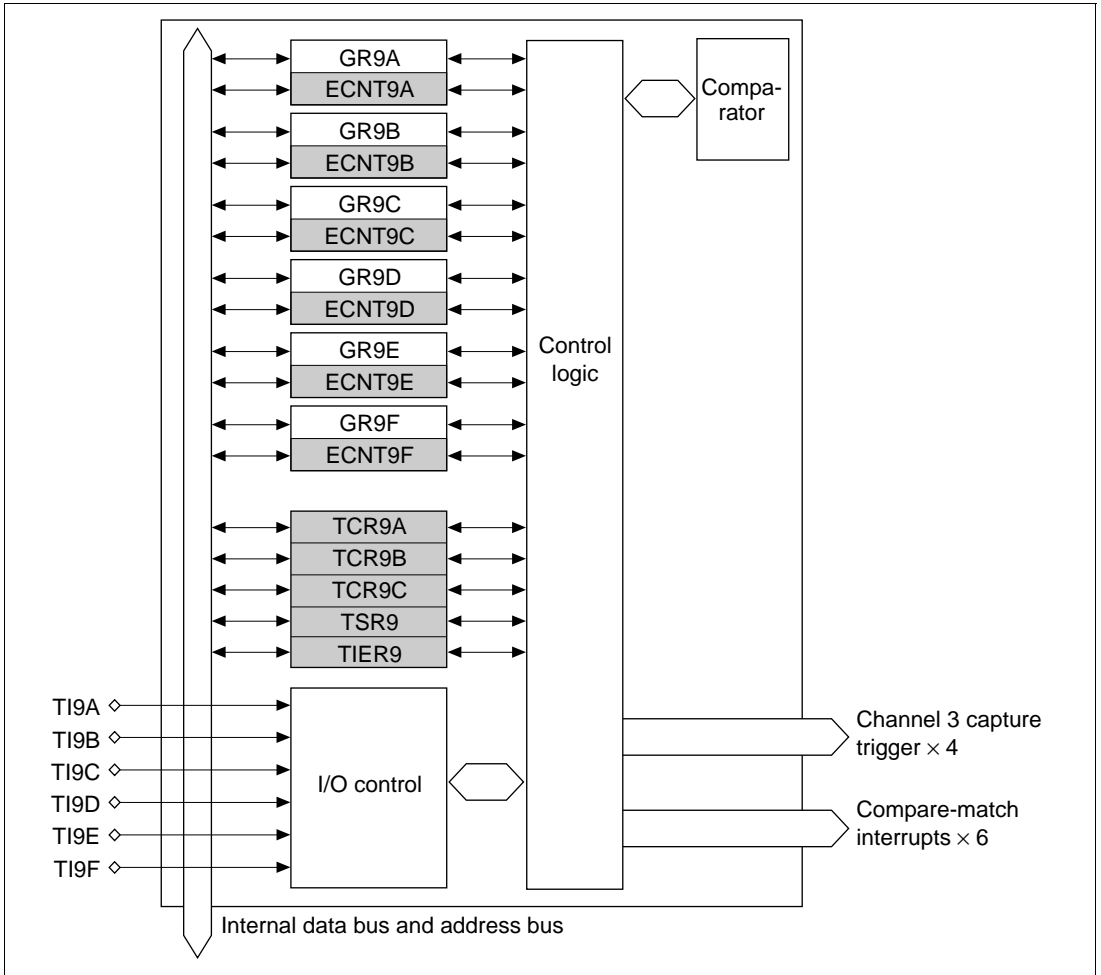 GR9A
ECNT9A
GR9B
ECNT9B
GR9C
ECNT9C
GR9D
ECNT9D
GR9E
ECNT9E
GR9F
ECNT9F
TCR9A
TCR9B
TCR9C
TSR9
TIER9
Control
logic
Compa-
rator
TI9A
TI9B
TI9C
TI9D
TI9E
TI9F
I/O control
Channel 3 capture
trigger × 4
Compare-match
interrupts × 6
Internal data bus and address bus